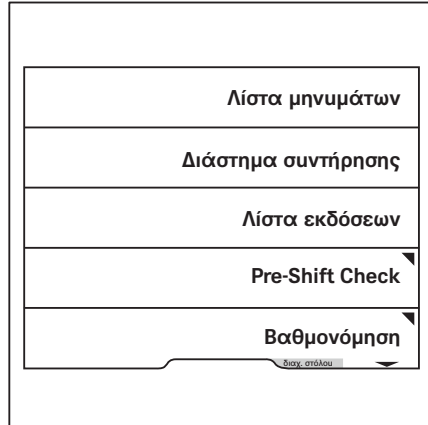 Λίστα μηνυμάτων
Διάστημα συντήρησης
Λίστα εκδόσεων
Pre-Shift Check
Βαθμονόμηση
διαχ. στόλου